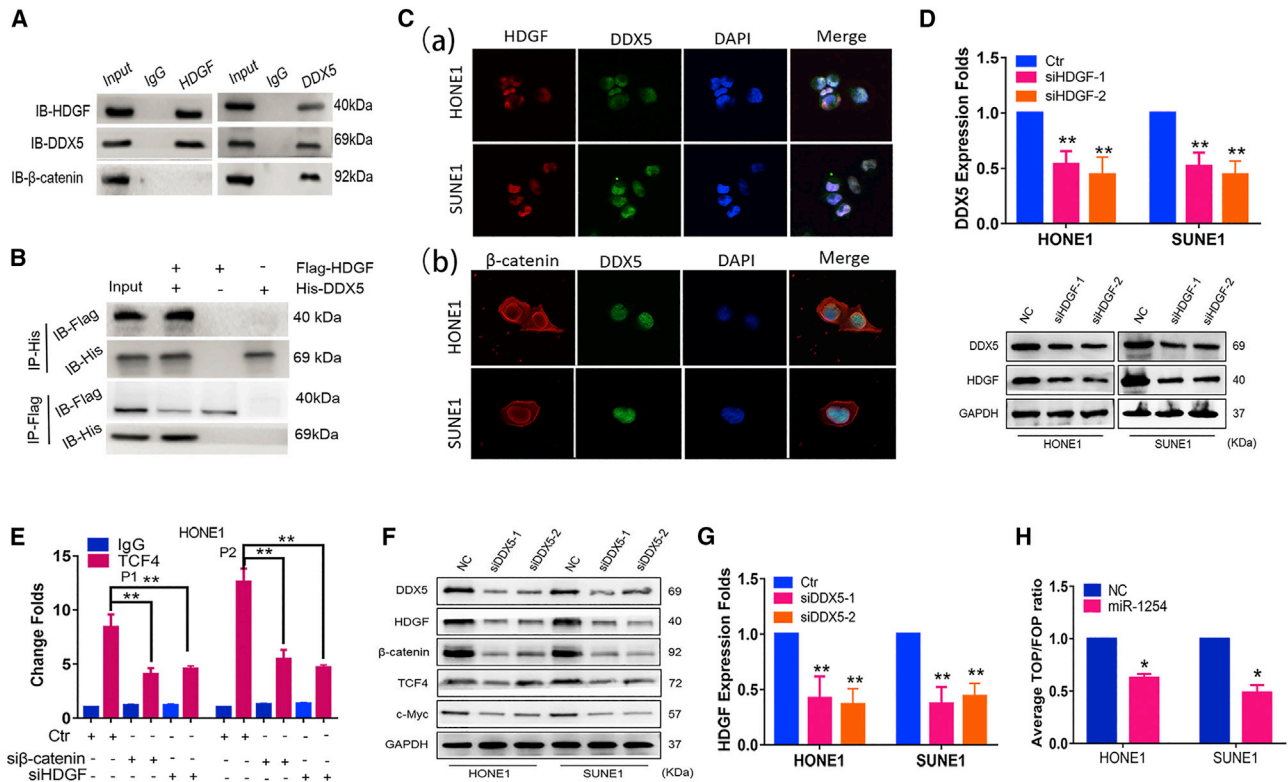 A
Input IgG HDGF Input IgG DDX5
IB-HDGF 40kDa
IB-DDX5 69kDa
IB-β-catenin 92kDa
B
+ + - Flag-HDGF
Input + - + His-DDX5
IP-His IB-Flag 40 kDa
IB-His 69 kDa
IP-Flag IB-Flag 40kDa
IB-His 69kDa
C
(a) HDGF DDX5 DAPI Merge
HONE1
SUNE1
(b) β-catenin DDX5 DAPI Merge
HONE1
SUNE1
D
DDX5 Expression Folds
1.5
1.0
0.5
0.0
Ctr
siHDGF-1
siHDGF-2
** ** ** **
HONE1 SUNE1
NC siHDGF-1 siHDGF-2 NC siHDGF-1 siHDGF-2
DDX5 69
HDGF 40
GAPDH 37
HONE1 SUNE1 (KDa)
E
HONE1
Change Folds
15
10
5
0
IgG
TCF4
P1 P2
** ** ** **
Ctr + + - - - - + + - - - -
siβ-catenin - - + + - - - - + + - -
siHDGF - - - - + + - - - - + +
F
NC siDDX5-1 siDDX5-2 NC siDDX5-1 siDDX5-2
DDX5 69
HDGF 40
β-catenin 92
TCF4 72
c-Myc 57
GAPDH 37
HONE1 SUNE1 (KDa)
G
HDGF Expression Folds
1.5
1.0
0.5
0.0
Ctr
siDDX5-1
siDDX5-2
** ** ** **
HONE1 SUNE1
H
Average TOP/FOP ratio
1.5
1.0
0.5
0.0
NC
miR-1254
* *
HONE1 SUNE1